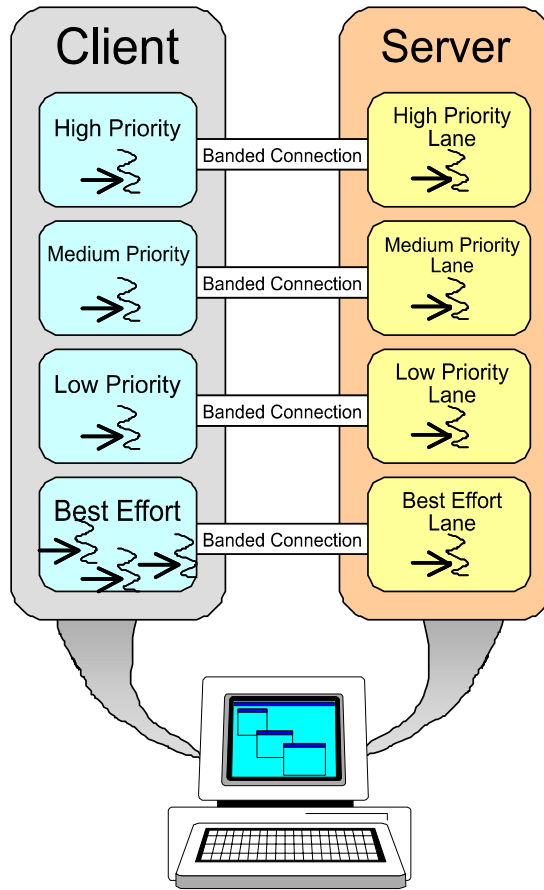 Client
Server
High Priority
Banded Connection
High Priority
Lane
Medium Priority
Banded Connection
Medium Priority
Lane
Low Priority
Banded Connection
Low Priority
Lane
Best Effort
Banded Connection
Best Effort
Lane